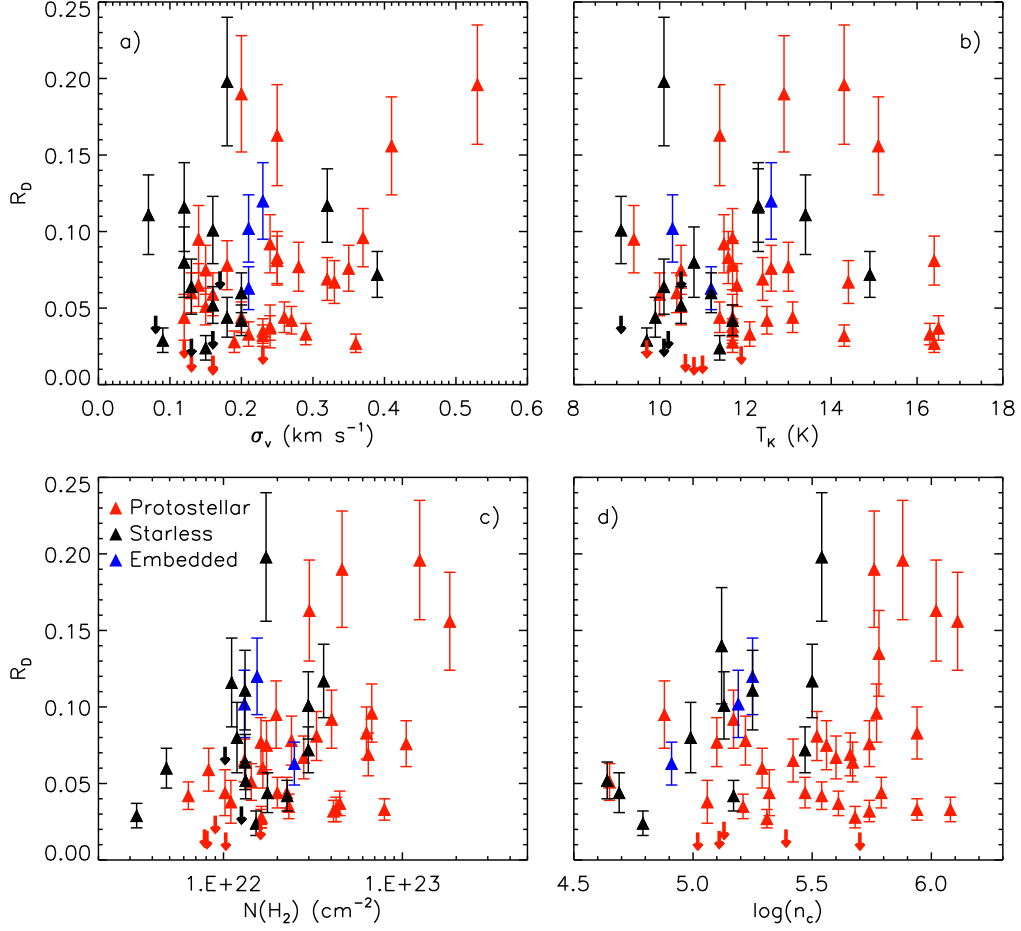 0.25
0.20
0.15
0.10
0.05
0.00
R_D
a)
0.0 0.1 0.2 0.3 0.4 0.5 0.6
σ_v (km s⁻¹)
b)
8 10 12 14 16 18
T_K (K)
0.25
0.20
0.15
0.10
0.05
0.00
R_D
Protostellar
Starless
Embedded
c)
1.E+22 1.E+23
N(H₂) (cm⁻²)
d)
4.5 5.0 5.5 6.0
log(n_c)